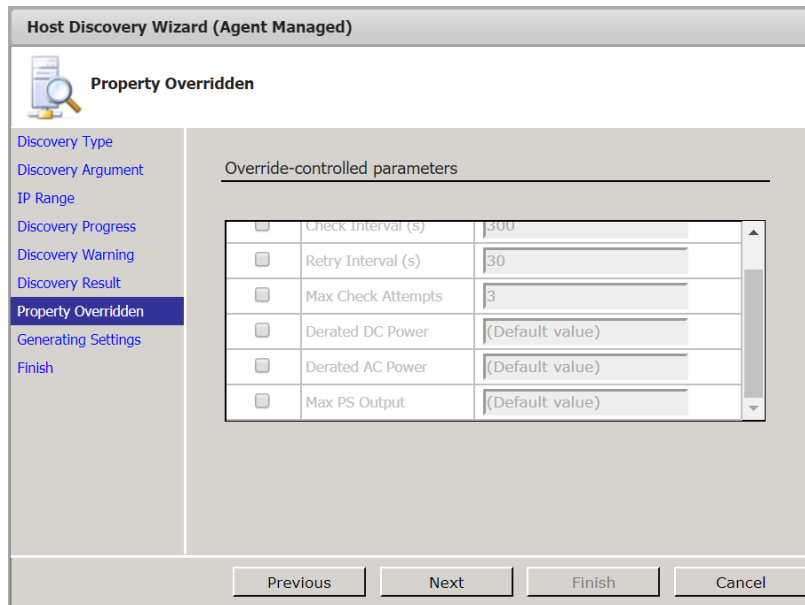 Host Discovery Wizard (Agent Managed)
Property Overridden
Discovery Type
Discovery Argument
IP Range
Discovery Progress
Discovery Warning
Discovery Result
Property Overridden
Generating Settings
Finish
Override-controlled parameters
Check Interval (s) 300
Retry Interval (s) 30
Max Check Attempts 3
Derated DC Power (Default value)
Derated AC Power (Default value)
Max PS Output (Default value)
Previous Next Finish Cancel